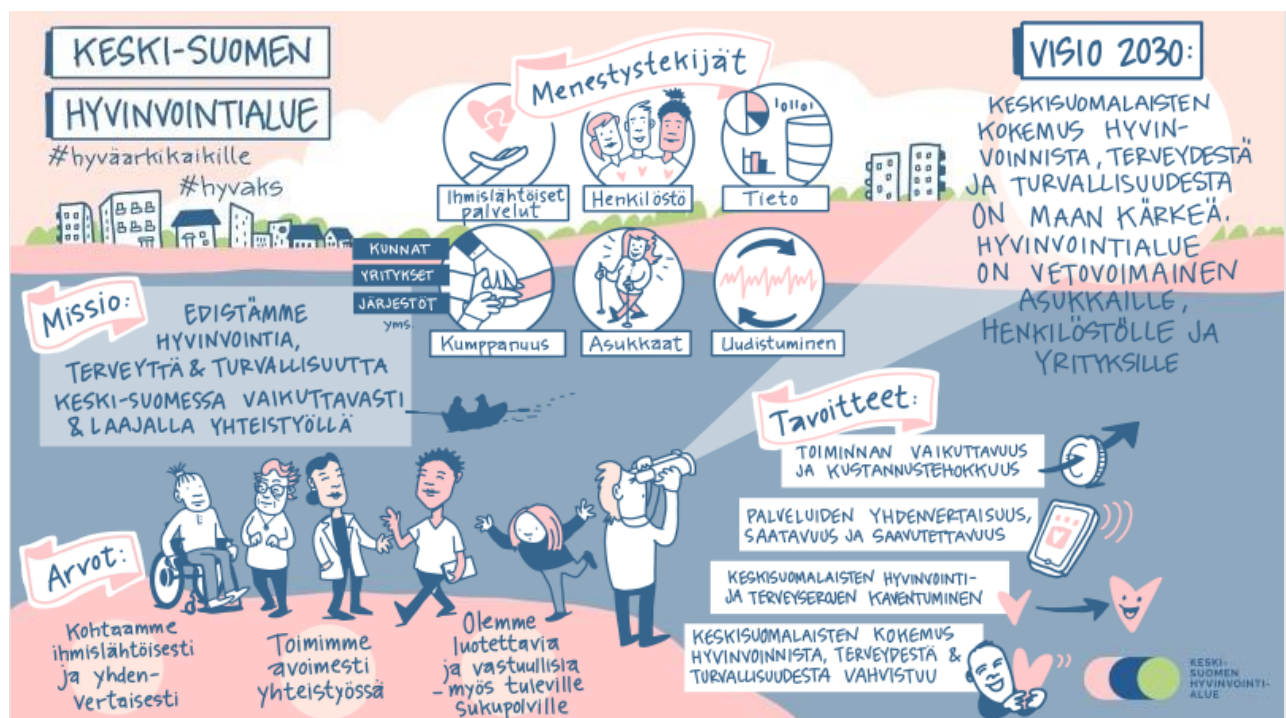 KESKI-SUOMEN
HYVINVOINTIALUE
#hyväarkikaikille
#hyvaks
Menestystekijät
Ihmislähtöiset
palvelut
Henkilöstö
Tieto
KUNNAT
YRITYKSET
JÄRJESTÖT
yms.
Kumppanuus
Asukkaat
Uudistuminen
VISIO 2030:
KESKISUOMALAISTEN
KOKEMUS HYVIN-
VOINNISTA, TERVEYDESTÄ
JA TURVALLISUUDESTA
ON MAAN KÄRKEÄ.
HYVINVOINTIALUE
ON VETOVOIMAINEN
ASUKKAILLE,
HENKILÖSTÖLLE JA
YRITYKSILLE
Missio:
EDISTÄMME
HYVINVOINTIA,
TERVEYTTÄ & TURVALLISUUTTA
KESKI-SUOMESSA VAIKUTTAVASTI
& LAAJALLA YHTEISTYÖLLÄ
Tavoitteet:
TOIMINNAN VAIKUTTAVUUS
JA KUSTANNUSTEHOKKUUS
PALVELUIDEN YHDENVERTAISUUS,
SAATAVUUS JA SAAVUTETTAVUUS
KESKISUOMALAISTEN HYVINVOINTI-
JA TERVEYSEROJEN KAVENTUMINEN
KESKISUOMALAISTEN KOKEMUS
HYVINVOINNISTA, TERVEYDESTÄ &
TURVALLISUUDESTA VAHVISTUU
Arvot:
Kohtaamme
ihmislähtöisesti
ja yhden-
vertaisesti
Toimimme
avoimesti
yhteistyössä
Olemme
luotettavia
ja vastuullisia
- myös tuleville
sukupolville
KESKI-
SUOMEN
HYVINVOINTI-
ALUE